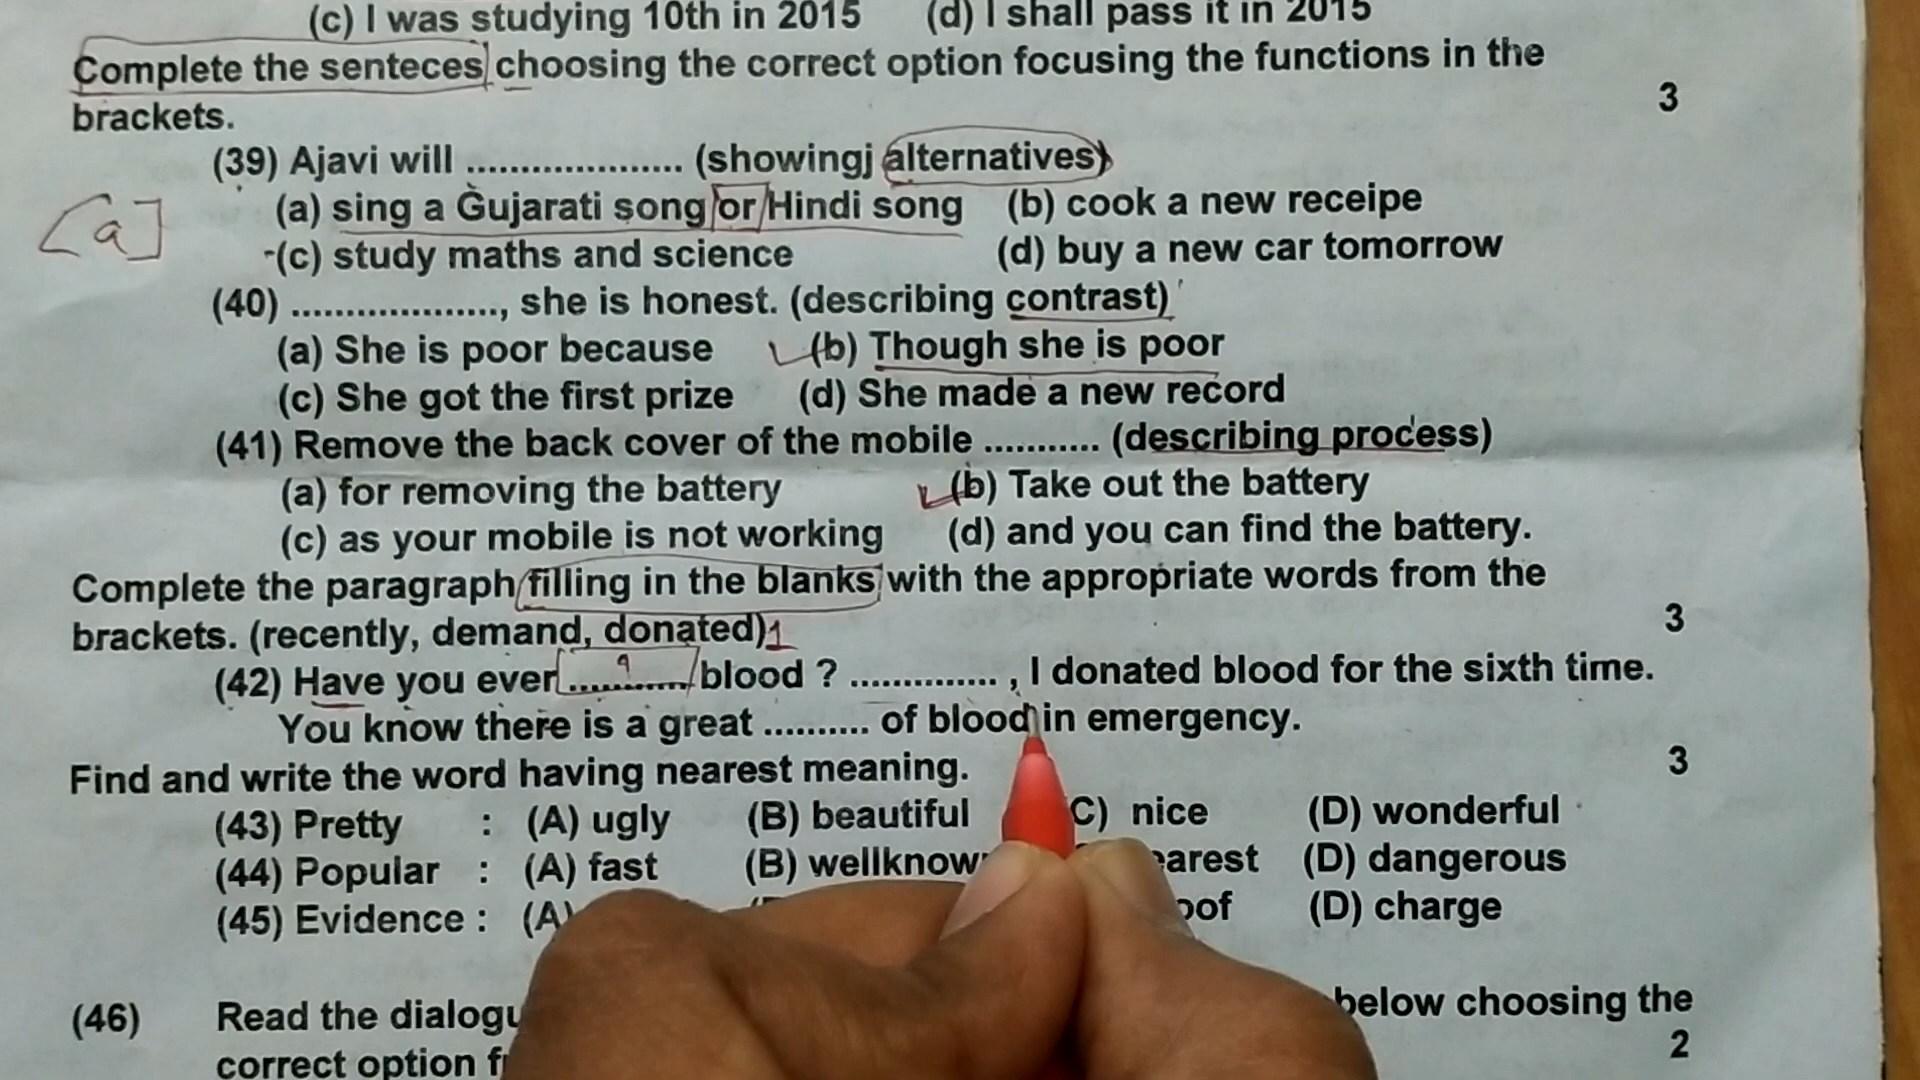 (c) I was studying 10th in 2015 (d) I shall pass it in 2015
Complete the senteces choosing the correct option focusing the functions in the
brackets. 3
(39) Ajavi will .................... (showingj alternatives)
[a] (a) sing a Gujarati song or Hindi song (b) cook a new receipe
(c) study maths and science (d) buy a new car tomorrow
(40) ..................., she is honest. (describing contrast)
(a) She is poor because (b) Though she is poor
(c) She got the first prize (d) She made a new record
(41) Remove the back cover of the mobile ........... (describing process)
(a) for removing the battery (b) Take out the battery
(c) as your mobile is not working (d) and you can find the battery.
Complete the paragraph filling in the blanks with the appropriate words from the
brackets. (recently, demand, donated) 1 3
(42) Have you ever ............ blood ? .............. , I donated blood for the sixth time.
You know there is a great .......... of blood in emergency.
Find and write the word having nearest meaning. 3
(43) Pretty : (A) ugly (B) beautiful C) nice (D) wonderful
(44) Popular : (A) fast (B) (D) dangerous
(45) Evidence : (A) (D) charge
(46) Read the below choosing the
correct option 2